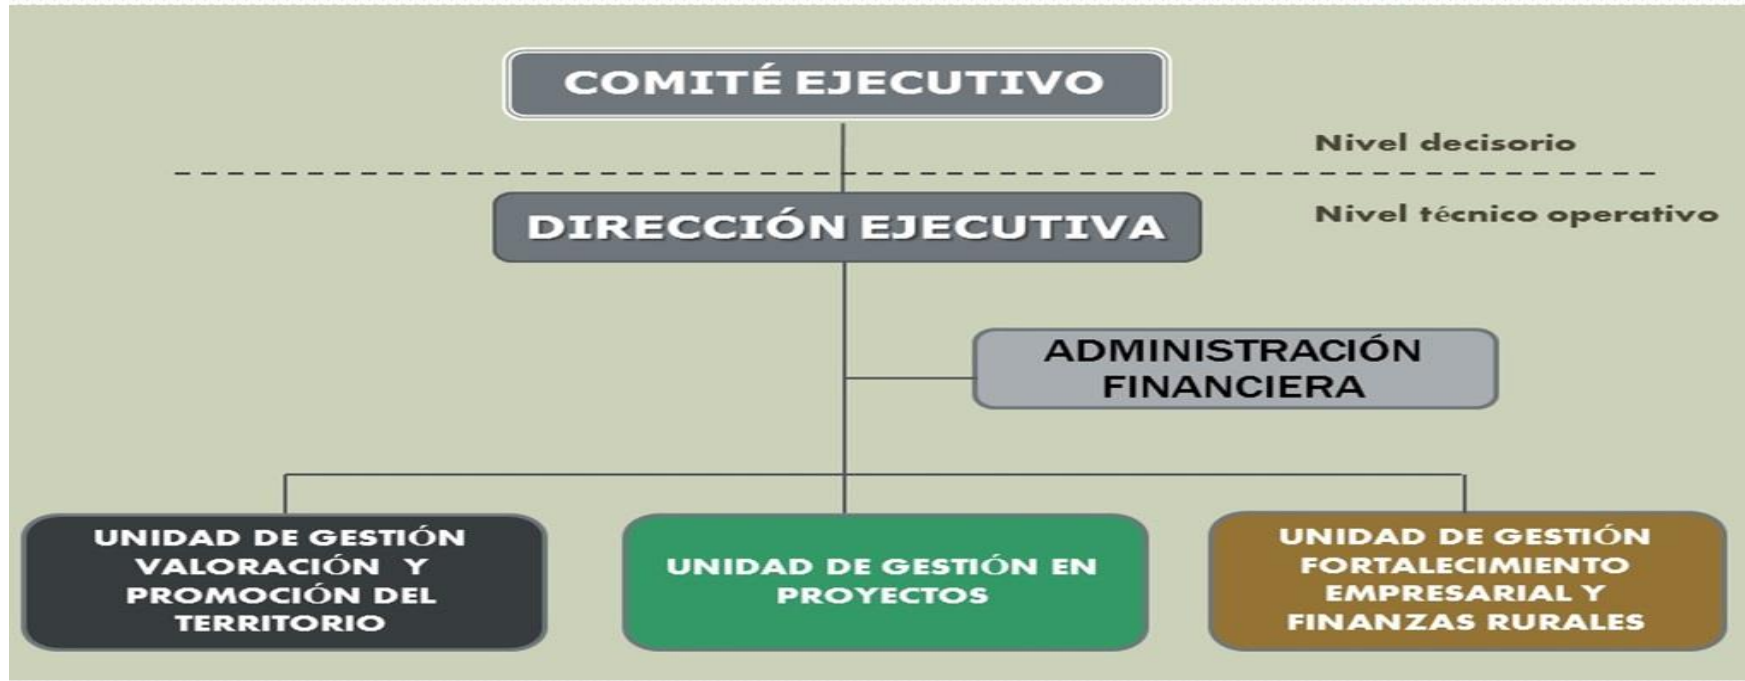 COMITÉ EJECUTIVO
Nivel decisorio
DIRECCIÓN EJECUTIVA
Nivel técnico operativo
ADMINISTRACIÓN
FINANCIERA
UNIDAD DE GESTIÓN
VALORACIÓN Y
PROMOCIÓN DEL
TERRITORIO
UNIDAD DE GESTIÓN EN
PROYECTOS
UNIDAD DE GESTIÓN
FORTALECIMIENTO
EMPRESARIAL Y
FINANZAS RURALES